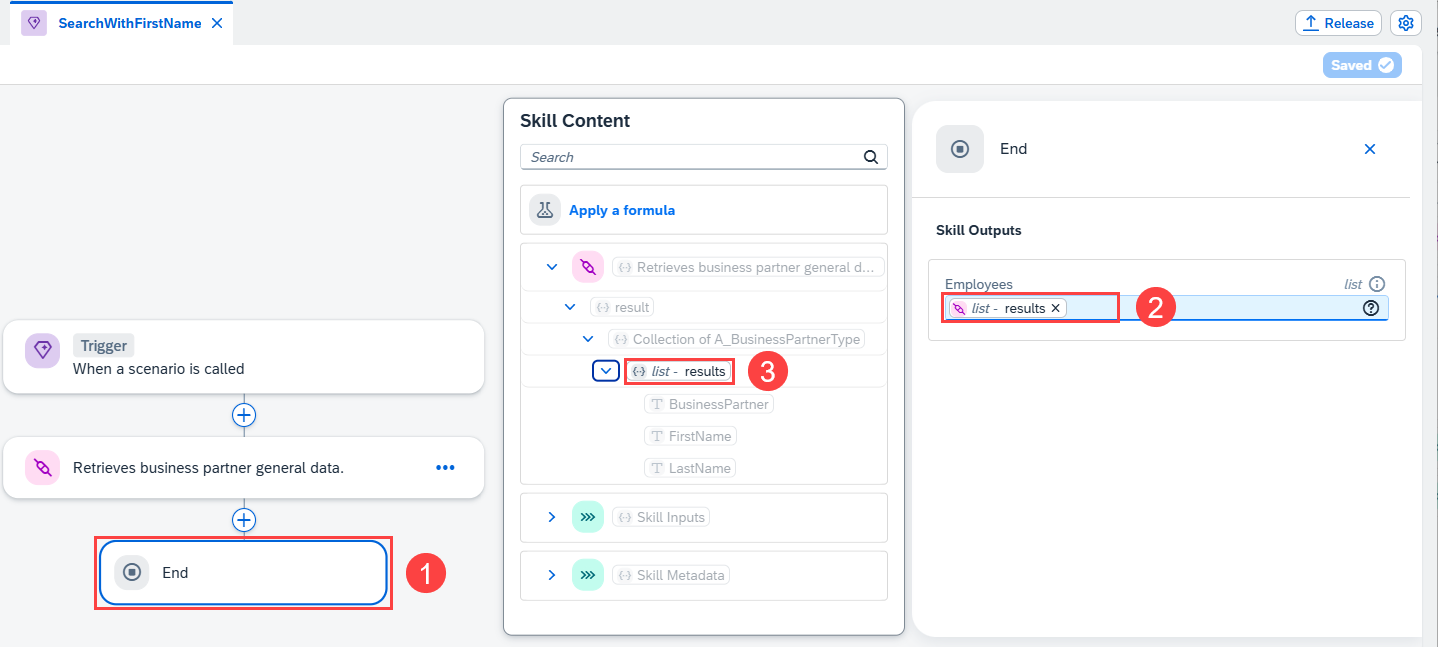 SearchWithFirstName
Release
Saved
Trigger
When a scenario is called
Retrieves business partner general data.
End
1
Skill Content
Search
Apply a formula
Retrieves business partner general d...
result
Collection of A_BusinessPartnerType
list - results
3
BusinessPartner
FirstName
LastName
Skill Inputs
Skill Metadata
End
Skill Outputs
Employees
list
list - results
2